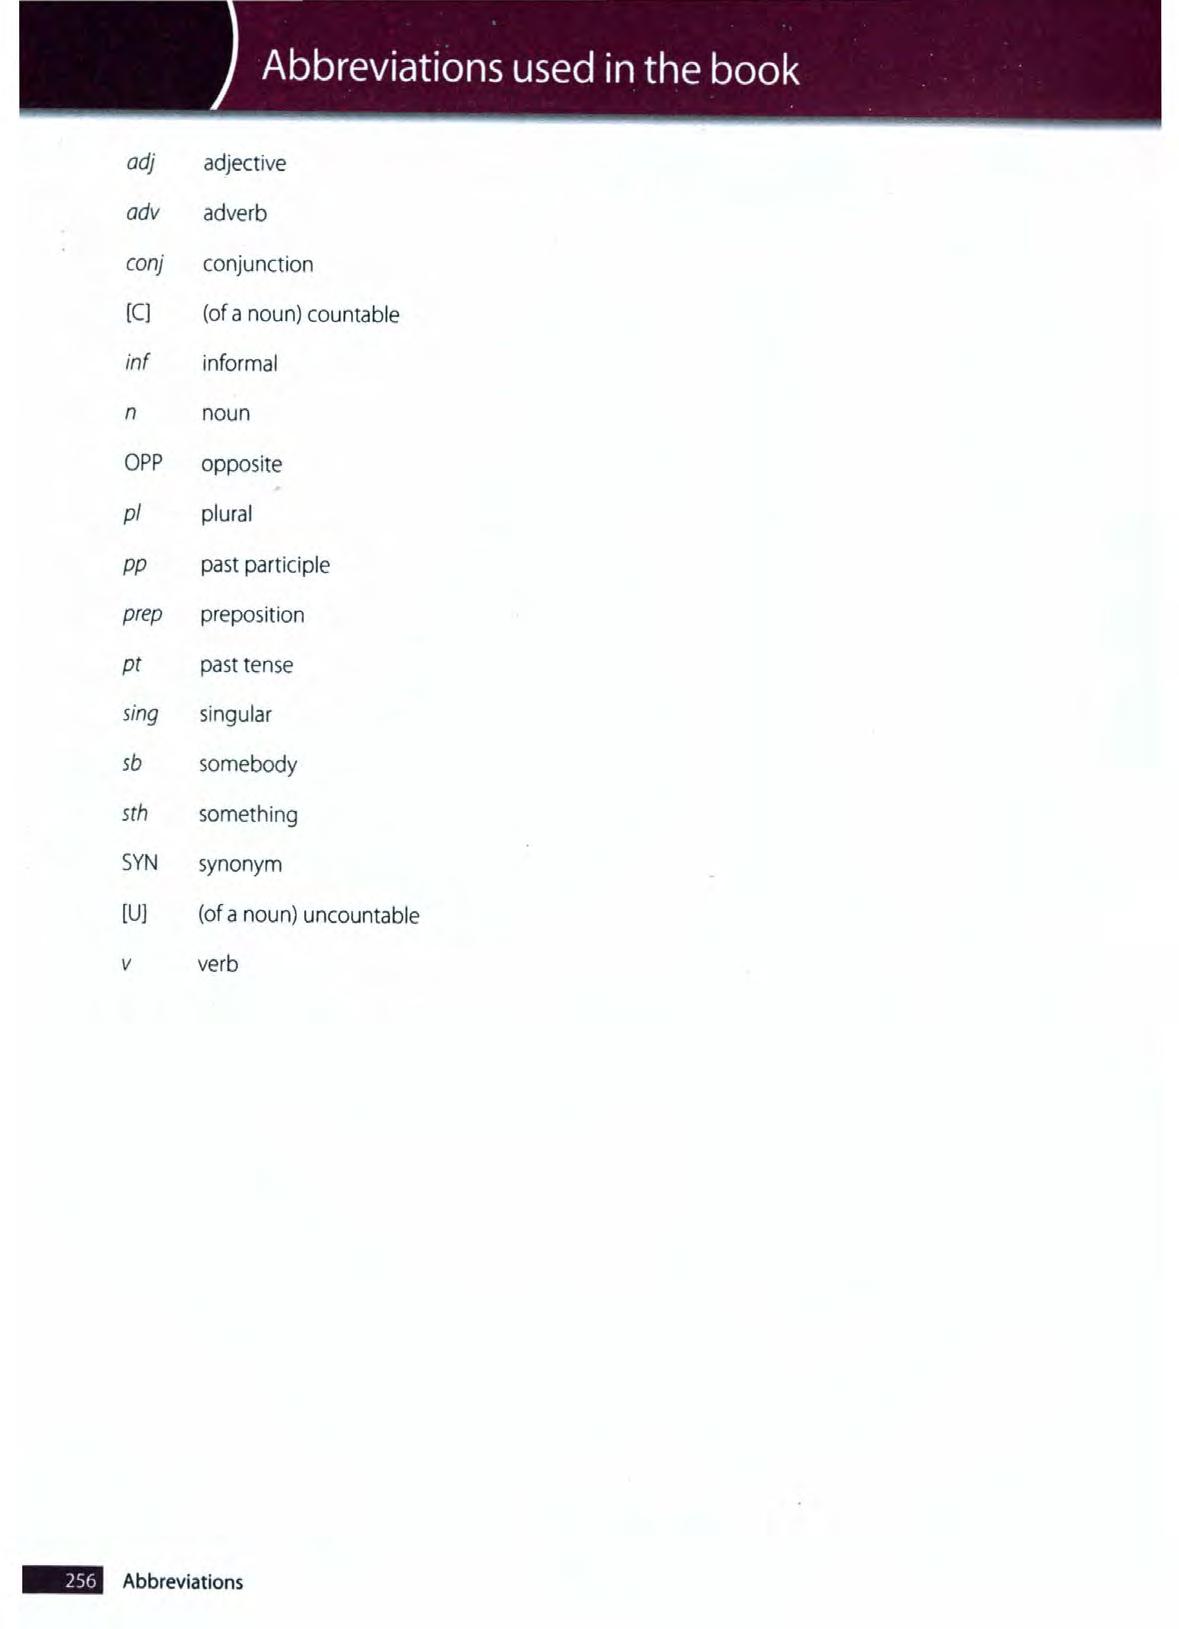 Abbreviations used in the book
adj adjective
adv adverb
conj conjunction
[C] (of a noun) countable
inf informal
n noun
OPP opposite
pl plural
pp past participle
prep preposition
pt past tense
sing singular
sb somebody
sth something
SYN synonym
[U] (of a noun) uncountable
v verb
256 Abbreviations